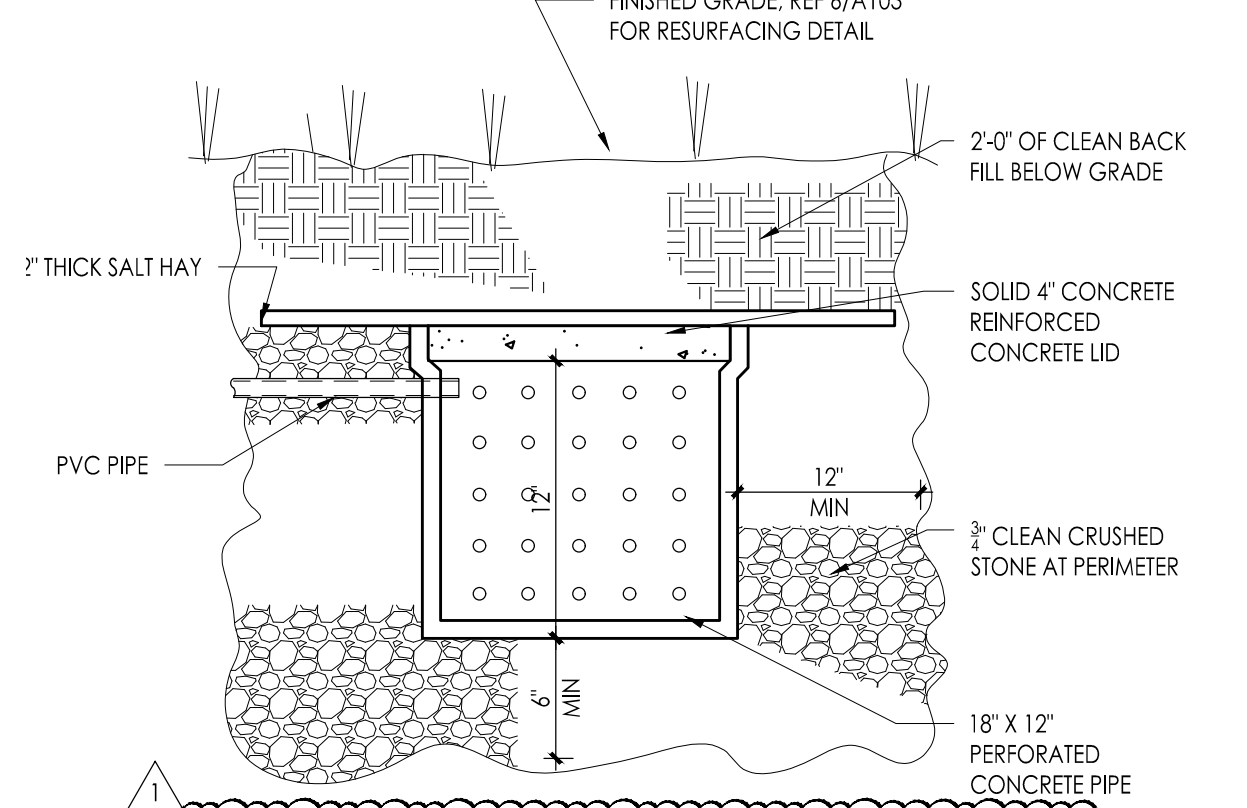 FINISHED GRADE, REF 6/A103
FOR RESURFACING DETAIL
2'-0" OF CLEAN BACK
FILL BELOW GRADE
2" THICK SALT HAY
SOLID 4" CONCRETE
REINFORCED
CONCRETE LID
PVC PIPE
12"
12"
MIN
3/4" CLEAN CRUSHED
STONE AT PERIMETER
6"
MIN
18" X 12"
PERFORATED
CONCRETE PIPE
1